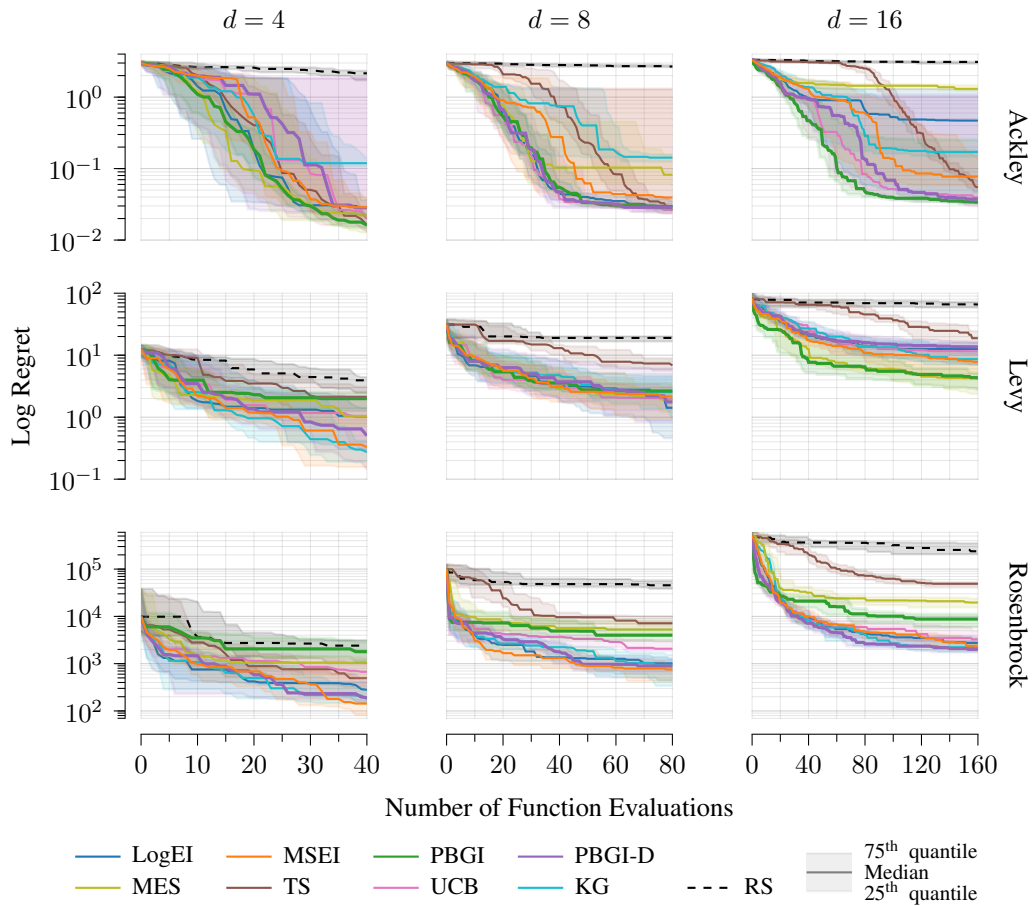 d = 4 d = 8 d = 16
10^0
10^-1
10^-2
Ackley
10^2
10^1
10^0
10^-1
Log Regret
Levy
10^5
10^4
10^3
10^2
Rosenbrock
0 10 20 30 40 0 20 40 60 80 0 40 80 120 160
Number of Function Evaluations
LogEI MSEI PBGI PBGI-D
MES TS UCB KG RS
75th quantile
Median
25th quantile